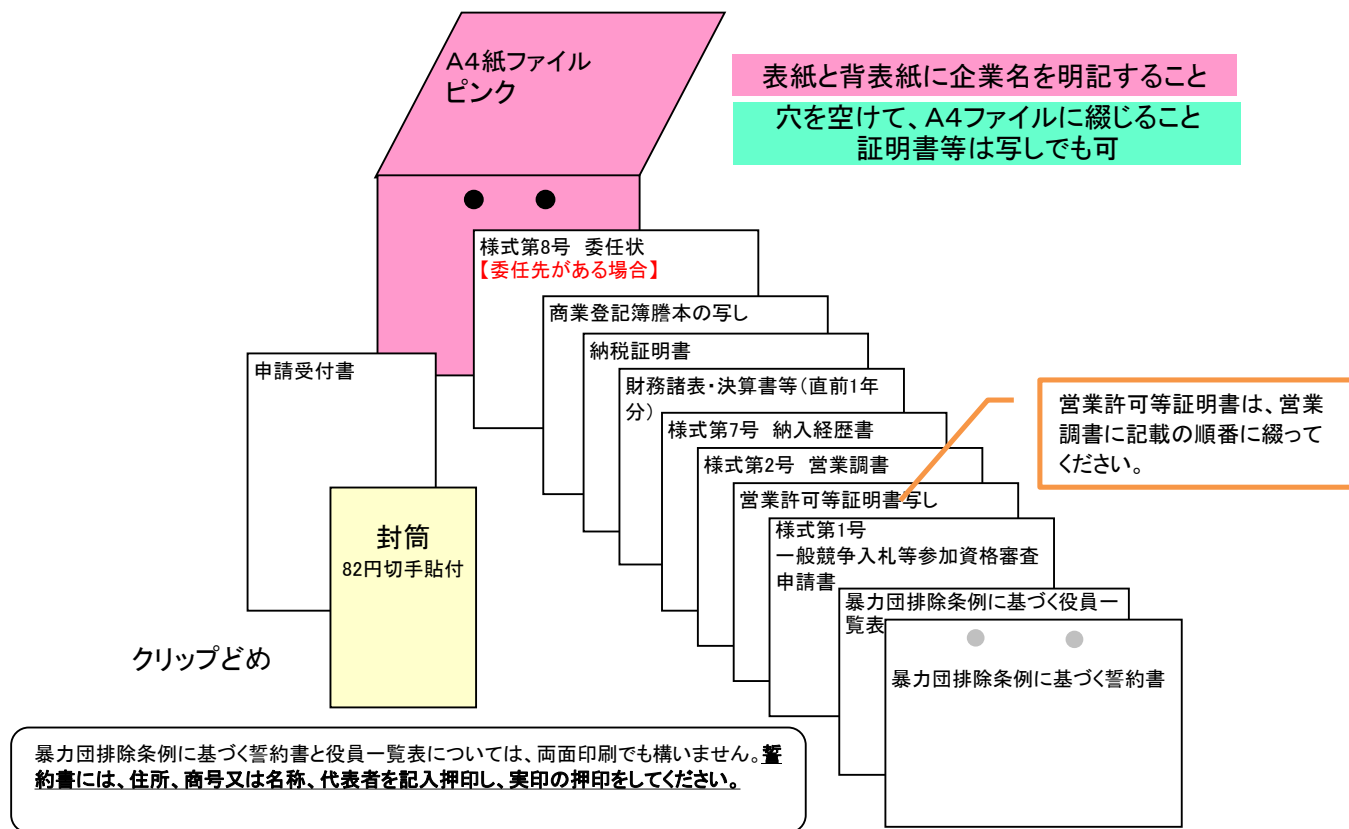 A4紙ファイル
ピンク
表紙と背表紙に企業名を明記すること
穴を空けて、A4ファイルに綴じること
証明書等は写しでも可
様式第8号 委任状
【委任先がある場合】
商業登記簿謄本の写し
納税証明書
財務諸表・決算書等(直前1年
分)
様式第7号 納入経歴書
様式第2号 営業調書
営業許可等証明書写し
様式第1号
一般競争入札等参加資格審査
申請書
暴力団排除条例に基づく役員一
覧表
暴力団排除条例に基づく誓約書
営業許可等証明書は、営業
調書に記載の順番に綴って
ください。
申請受付書
封筒
82円切手貼付
クリップどめ
暴力団排除条例に基づく誓約書と役員一覧表については、両面印刷でも構いません。誓
約書には、住所、商号又は名称、代表者を記入押印し、実印の押印をしてください。